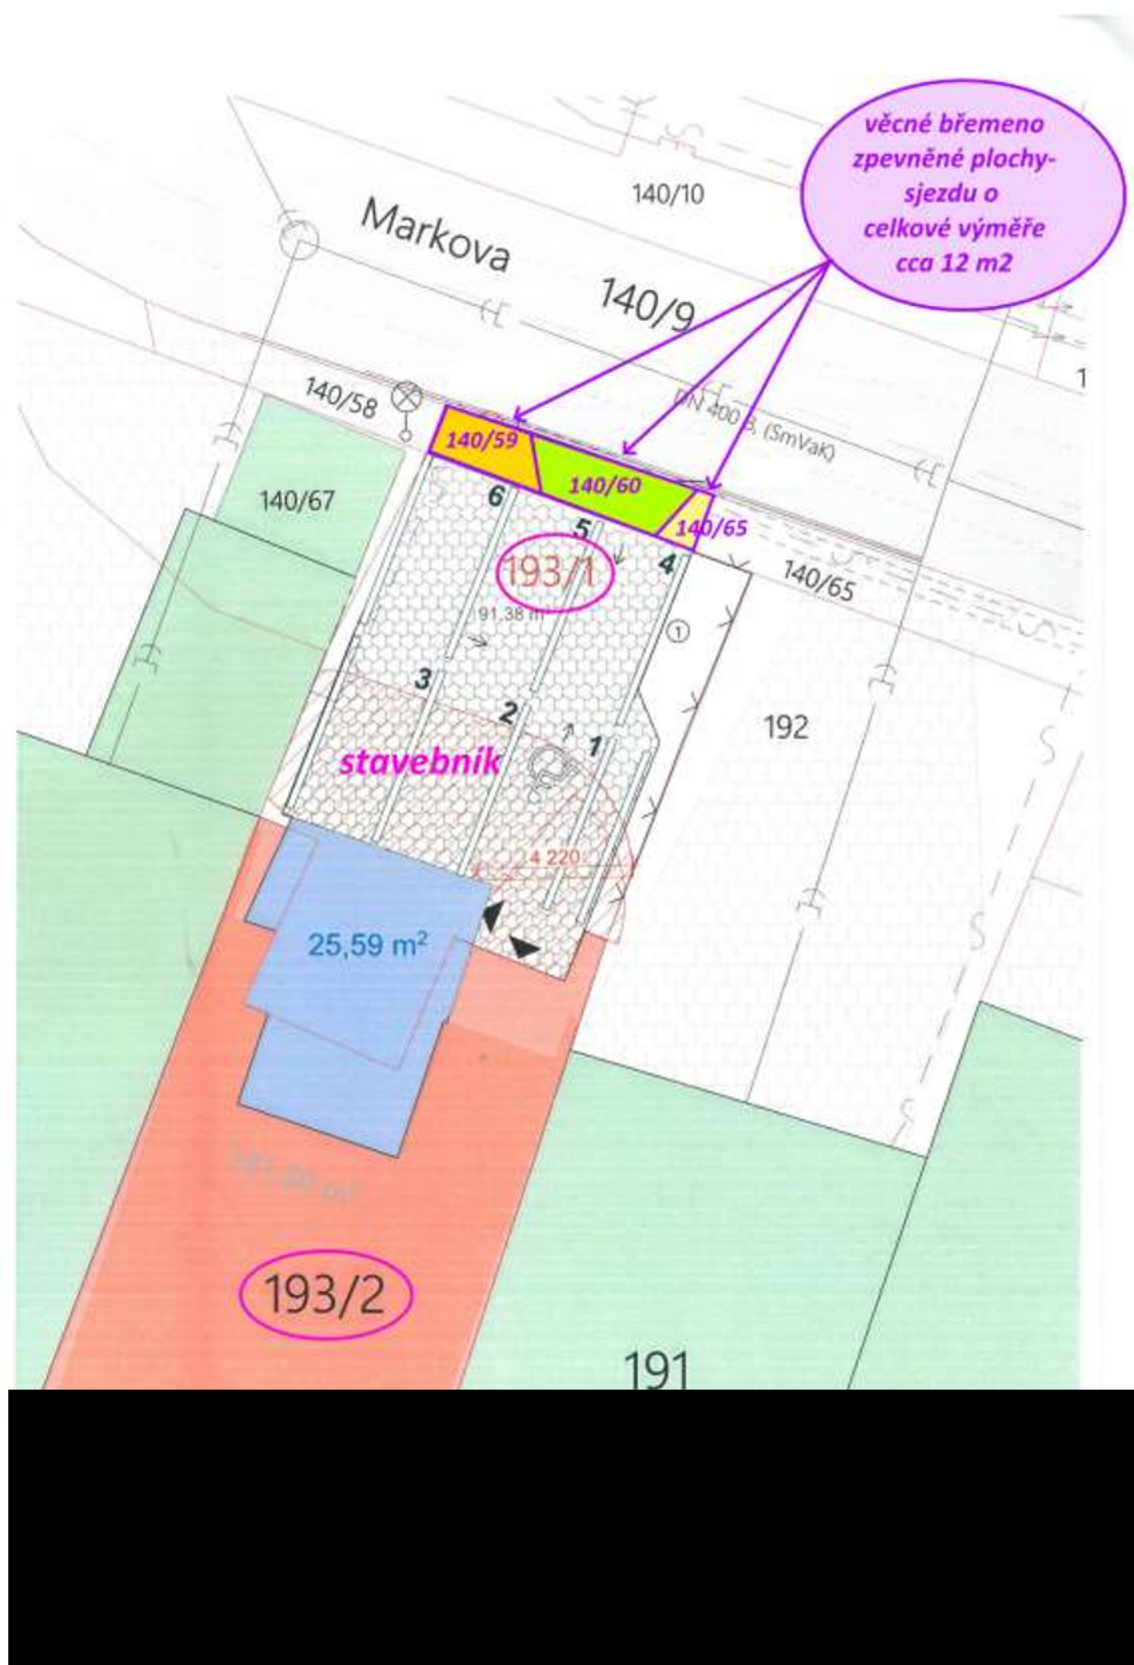 věcné břemeno
zpevněné plochy-
sjezdu o
celkové výměře
cca 12 m2
140/10
Markova
140/9
1
140/58
DN 400 B, (SmVaK)
140/59
140/60
140/65
140/67
6
5
4
193/1
140/65
91.38 m
1
3
2
1
192
stavebník
4 220
25,59 m²
193/2
191